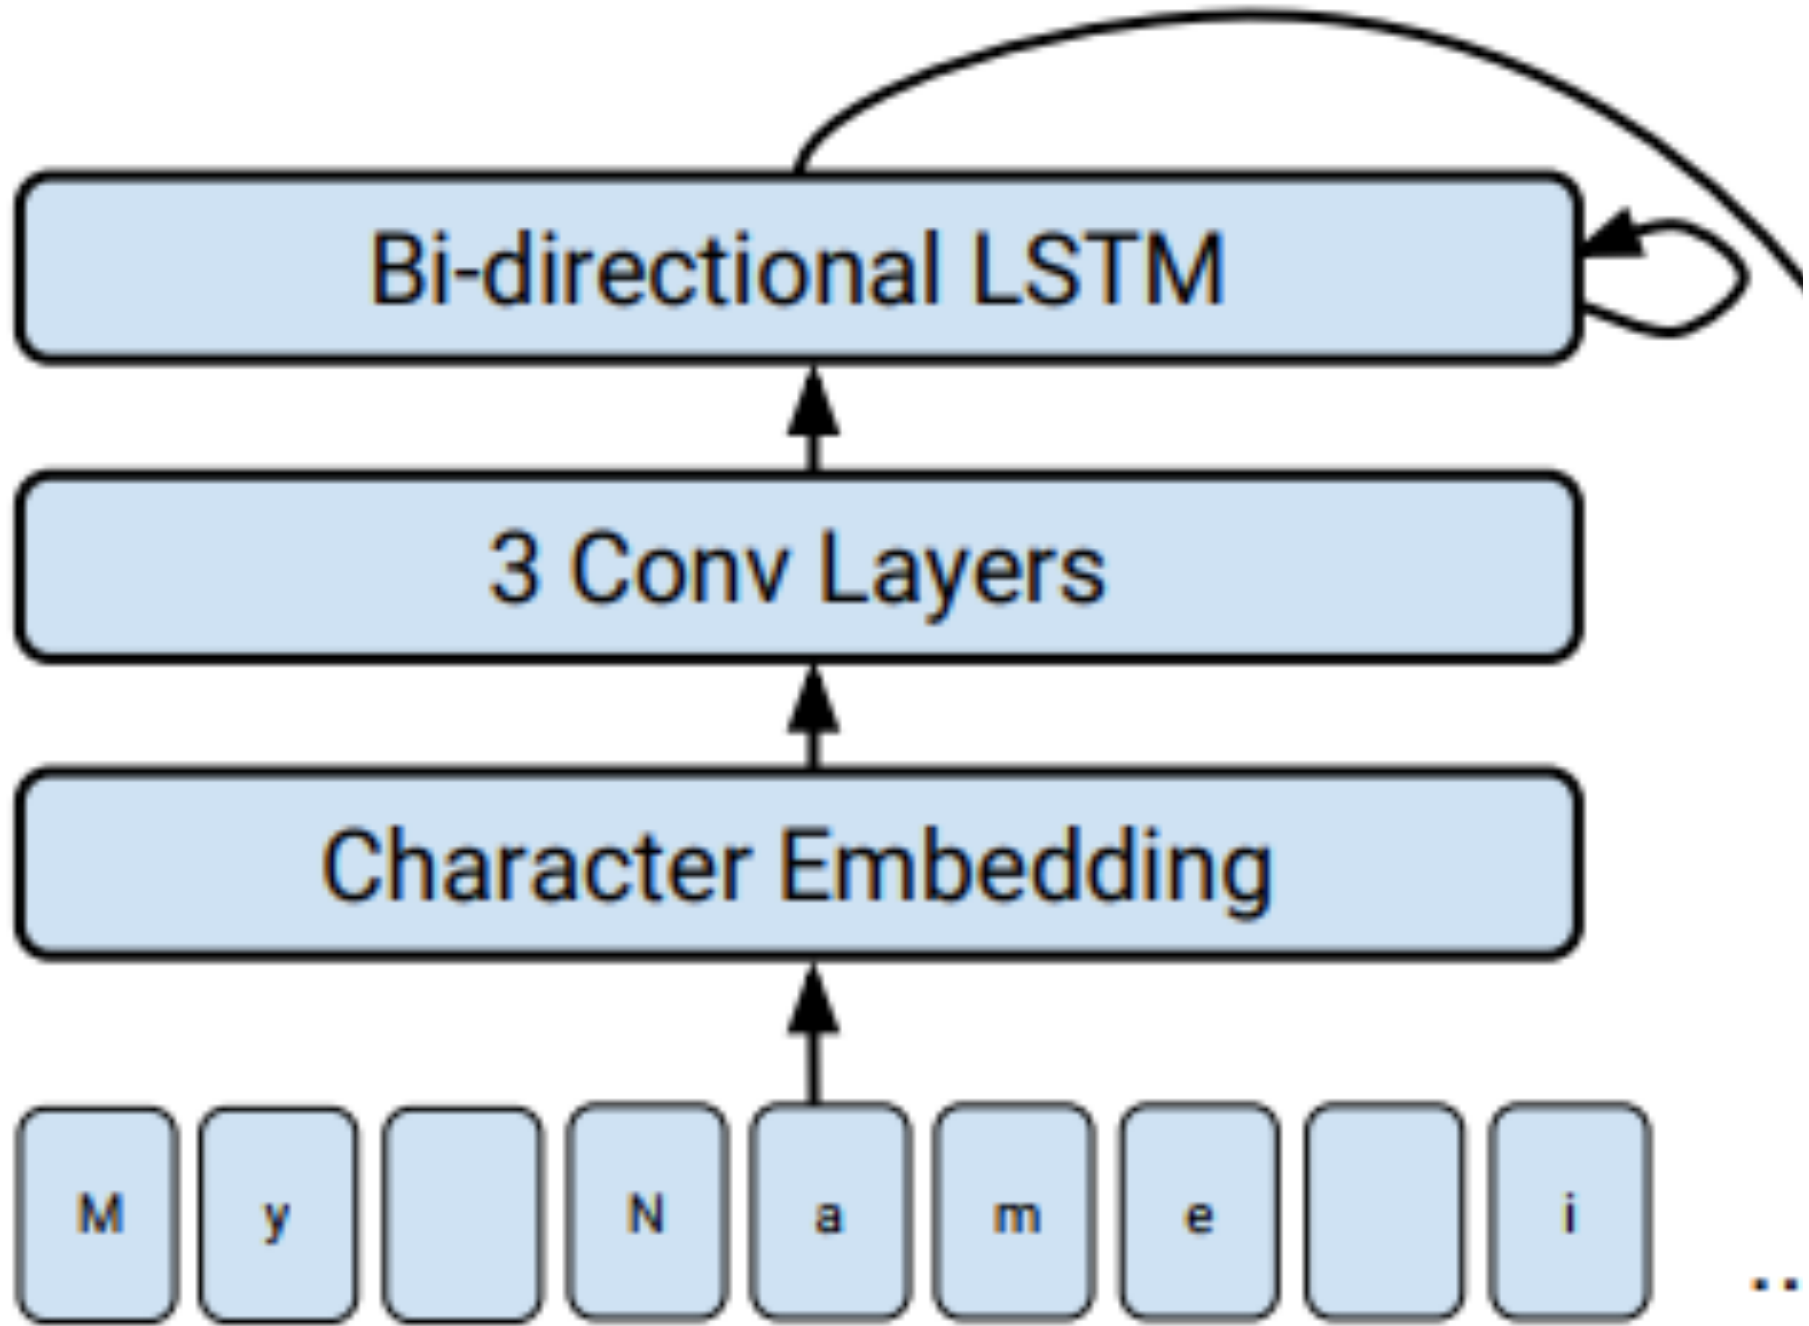 Bi-directional LSTM
3 Conv Layers
Character Embedding
M y N a m e i ..